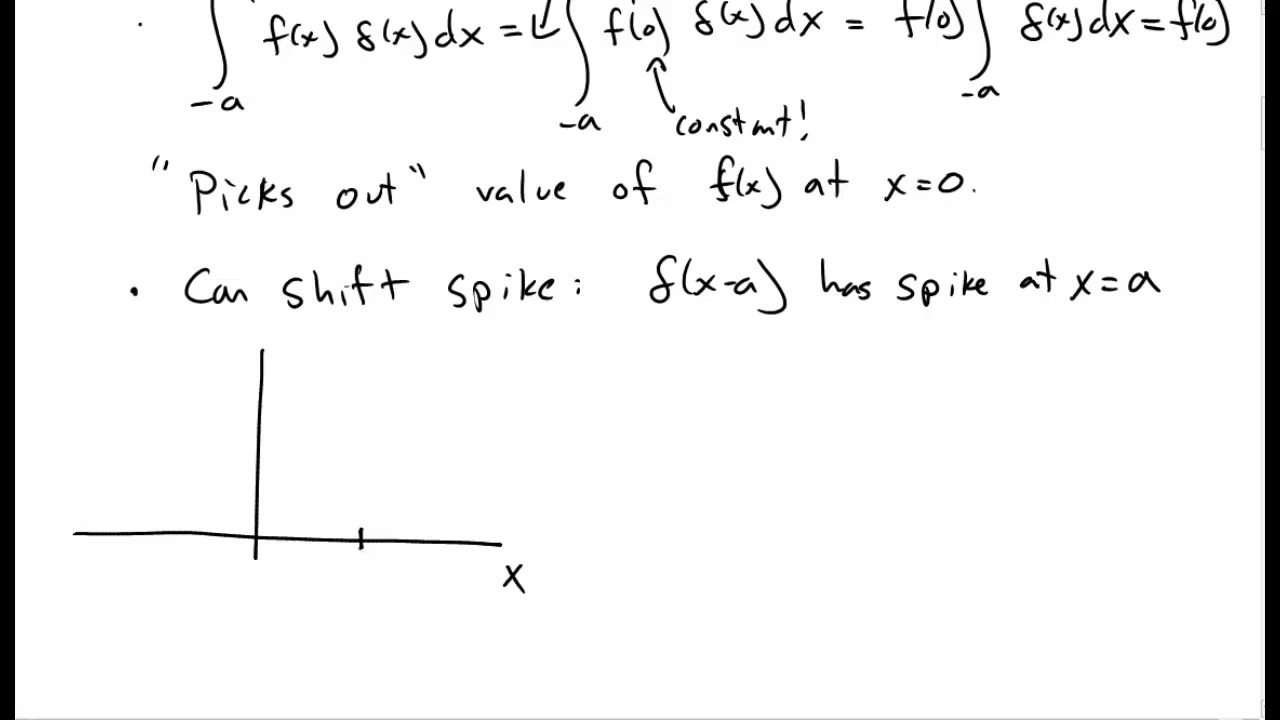 ∫ f(x) δ(x) dx = ∫ f(0) δ(x) dx = f(0) ∫ δ(x) dx = f(0)
-a -a -a
constant!
"Picks out" value of f(x) at x=0.
• Can shift spike: δ(x-a) has spike at x=a
x